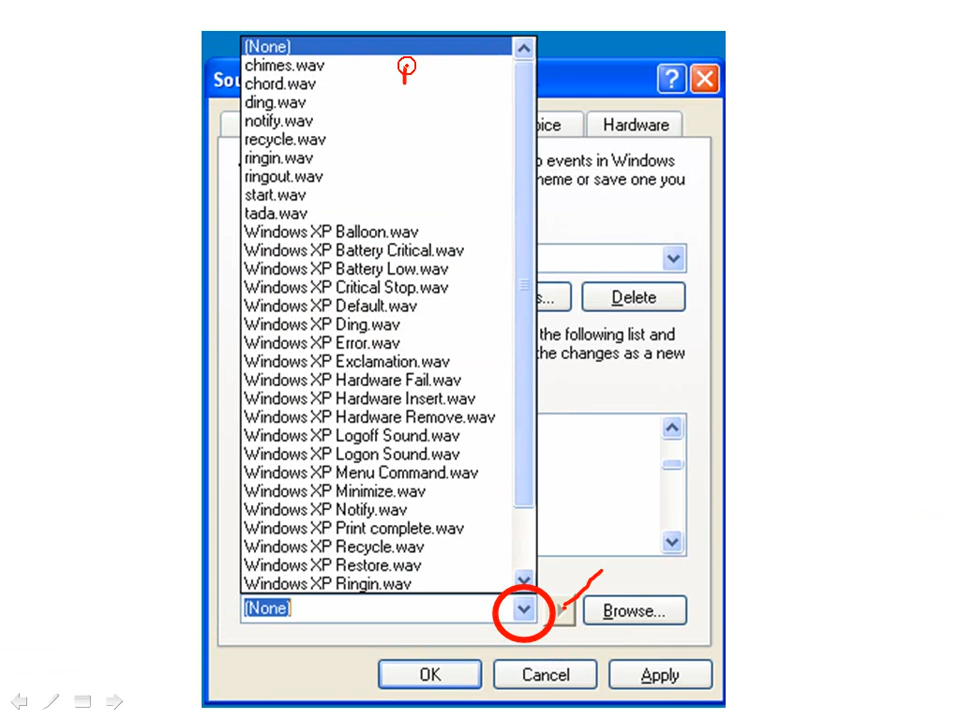 (None)
chimes.wav
Sou
chord.wav
ding.wav
notify.wav
oice
Hardware
recycle.wav
ringin.wav
o events in Windows
ringout.wav
heme or save one you
start.wav
tada.wav
Windows XP Balloon.wav
Windows XP Battery Critical.wav
Windows XP Battery Low.wav
Windows XP Critical Stop.wav
s...
Delete
Windows XP Default.wav
Windows XP Ding.wav
the following list and
Windows XP Error.wav
the changes as a new
Windows XP Exclamation.wav
Windows XP Hardware Fail.wav
Windows XP Hardware Insert.wav
Windows XP Hardware Remove.wav
Windows XP Logoff Sound.wav
Windows XP Logon Sound.wav
Windows XP Menu Command.wav
Windows XP Minimize.wav
Windows XP Notify.wav
Windows XP Print complete.wav
Windows XP Recycle.wav
Windows XP Restore.wav
Windows XP Ringin.wav
(None)
Browse...
OK
Cancel
Apply